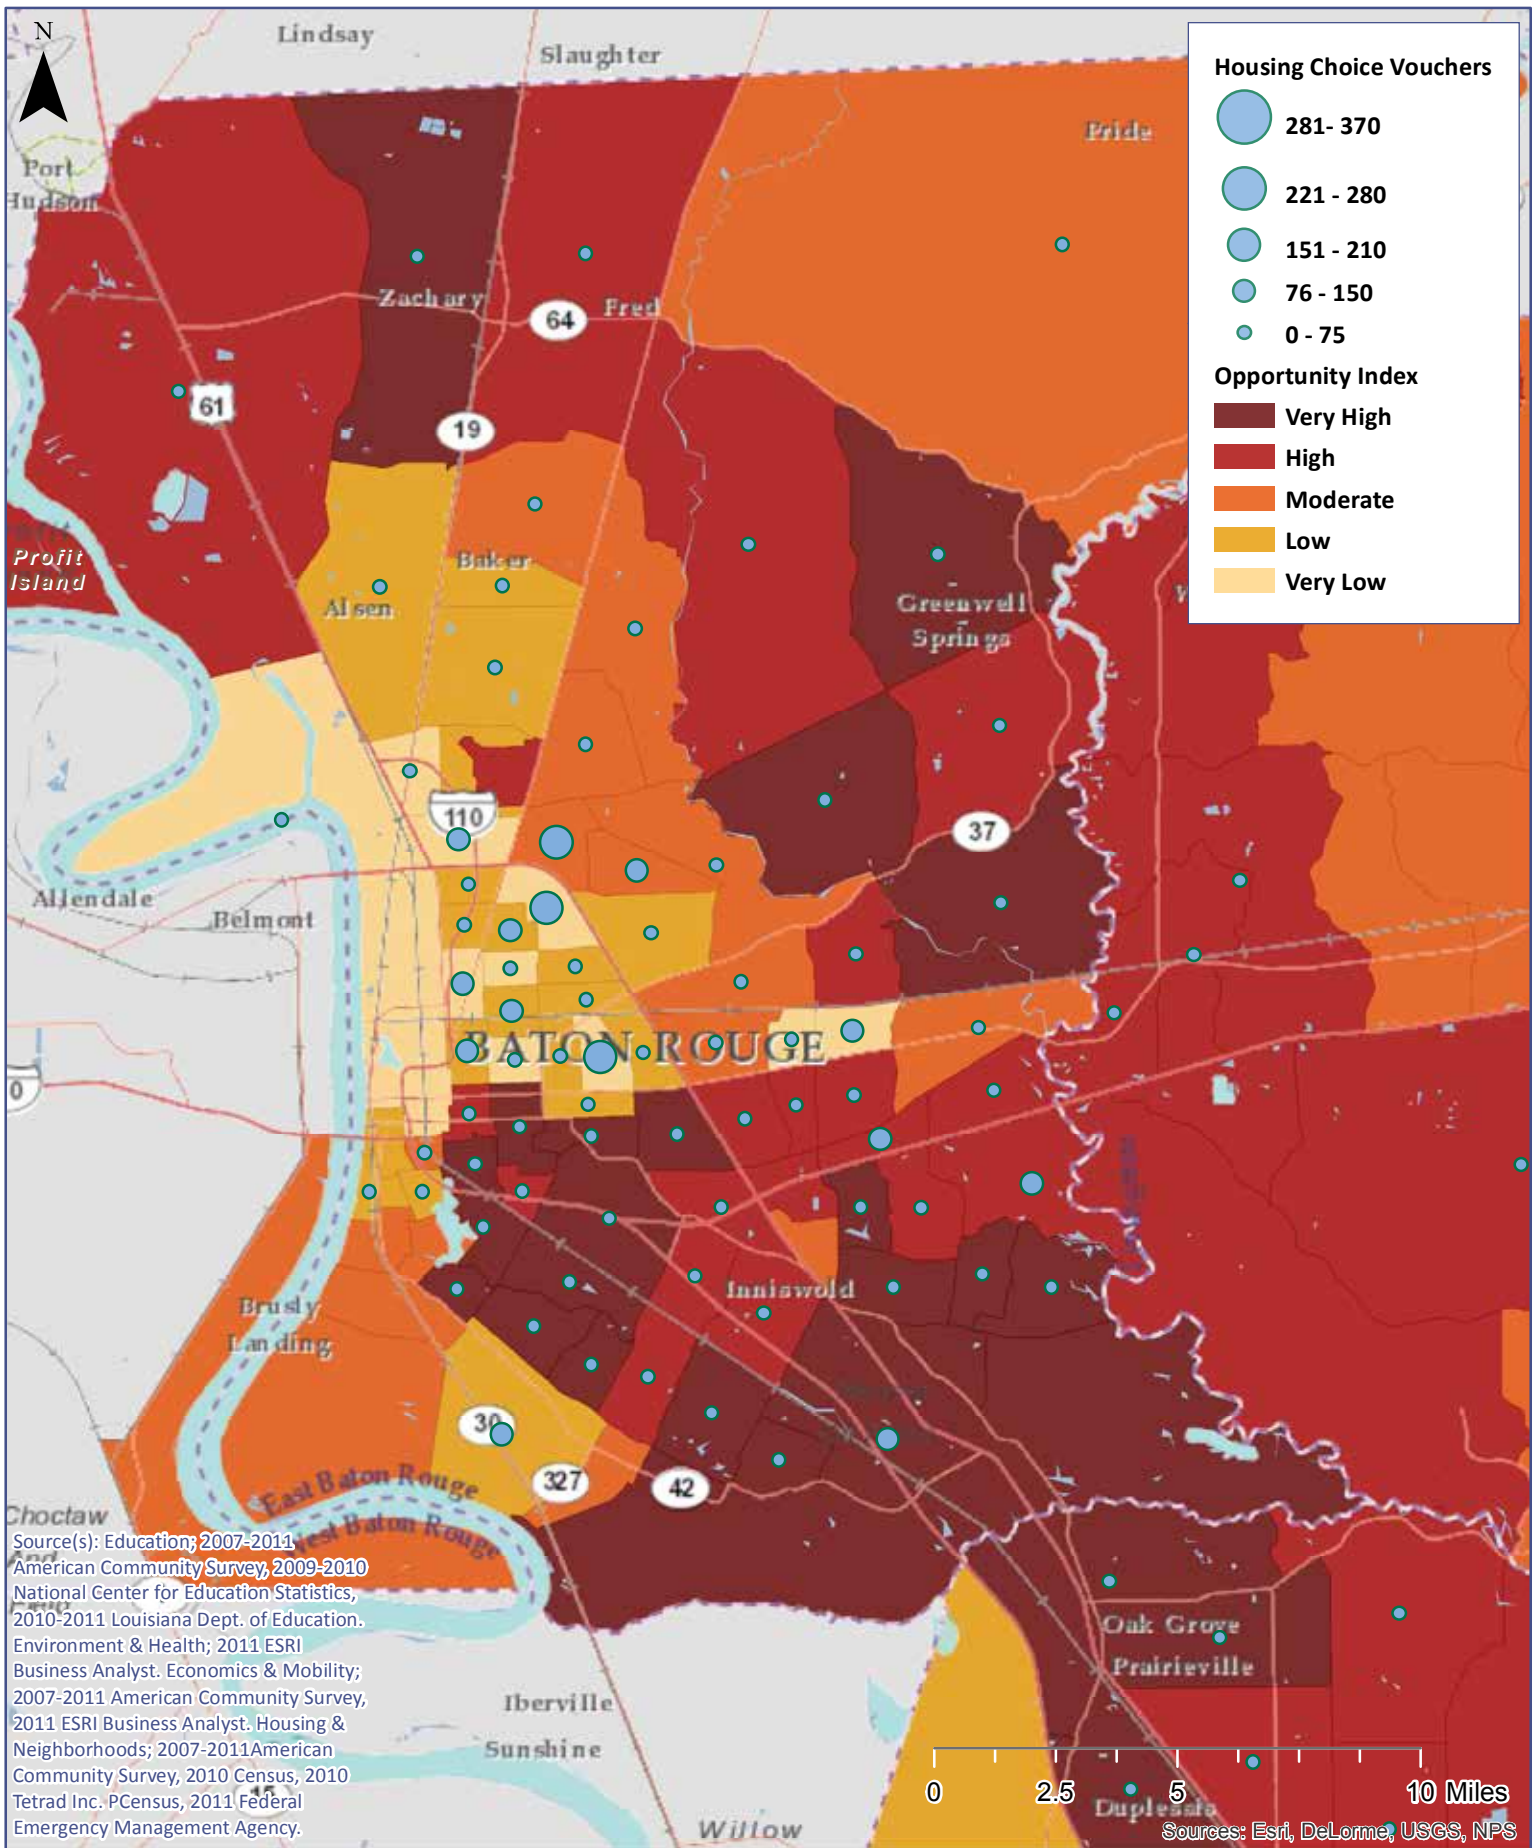 N
Lindsay
Slaughter
Housing Choice Vouchers
281- 370
221 - 280
151 - 210
76 - 150
0 - 75
Opportunity Index
Very High
High
Moderate
Low
Very Low
Pride
Port
Hudson
Zachary
64
Fred
61
19
Profit
Island
Baker
Alsen
Greenwell
Springs
110
37
Allendale
Belmont
BATON ROUGE
0
Inniswold
Brusly
Landing
30
327
42
East Baton Rouge
West Baton Rouge
Choctaw
And
Source(s): Education; 2007-2011
American Community Survey, 2009-2010
National Center for Education Statistics,
2010-2011 Louisiana Dept. of Education.
Environment & Health; 2011 ESRI
Business Analyst. Economics & Mobility;
2007-2011 American Community Survey,
2011 ESRI Business Analyst. Housing &
Neighborhoods; 2007-2011American
Community Survey, 2010 Census, 2010
Tetrad Inc. PCensus, 2011 Federal
Emergency Management Agency.
Oak Grove
Prairieville
Iberville
Sunshine
Duplessis
Willow
0 2.5 5 10 Miles
Sources: Esri, DeLorme, USGS, NPS